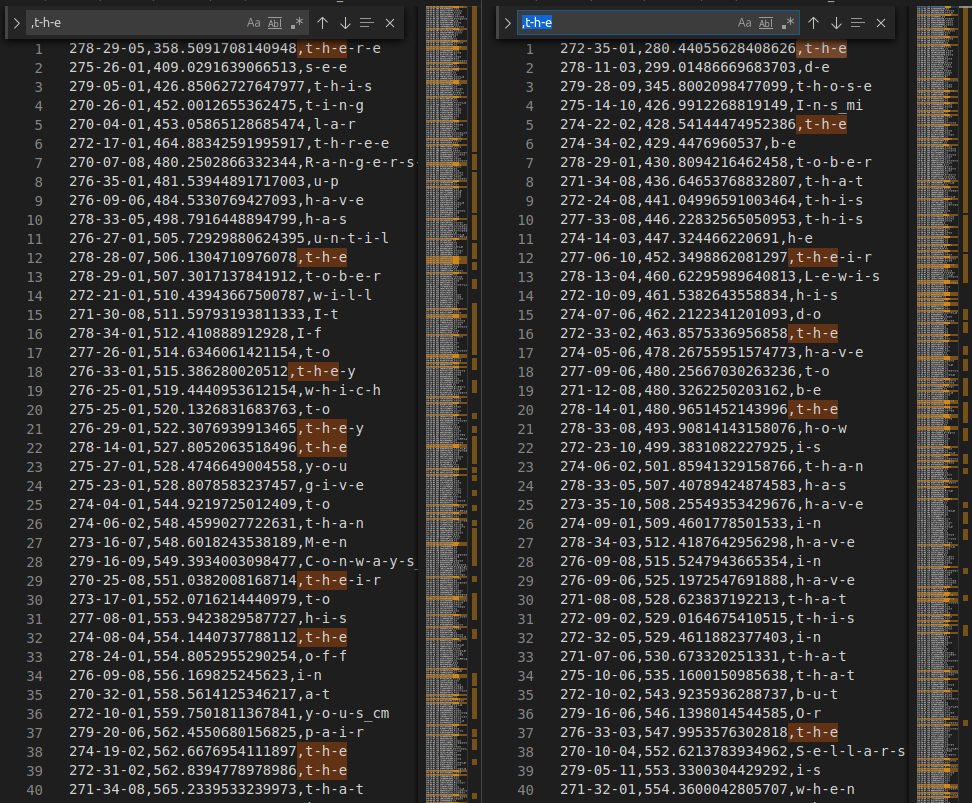 ,t-h-e
Aa Abl .*
1 278-29-05,358.5091708140948,t-h-e-r-e
2 275-26-01,409.0291639066513,s-e-e
3 279-05-01,426.85062727647977,t-h-i-s
4 270-26-01,452.0012655362475,t-i-n-g
5 270-04-01,453.05865128685474,l-a-r
6 272-17-01,464.88342591995917,t-h-r-e-e
7 270-07-08,480.2502866332344,R-a-n-g-e-r-s-
8 276-35-01,481.53944891717003,u-p
9 276-09-06,484.5330769427093,h-a-v-e
10 278-33-05,498.7916448894799,h-a-s
11 276-27-01,505.72929880624395,u-n-t-i-l
12 278-28-07,506.1304710976078,t-h-e
13 278-29-01,507.3017137841912,t-o-b-e-r
14 272-21-01,510.43943667500787,w-i-l-l
15 271-30-08,511.59793193811333,I-t
16 278-34-01,512.410888912928,I-f
17 277-26-01,514.6346061421154,t-o
18 276-33-01,515.386280020512,t-h-e-y
19 276-25-01,519.4440953612154,w-h-i-c-h
20 275-25-01,520.1326831683763,t-o
21 276-29-01,522.3076939913465,t-h-e-y
22 278-14-01,527.8052063518496,t-h-e
23 275-27-01,528.4746649004558,y-o-u
24 275-23-01,528.8078583237457,g-i-v-e
25 274-04-01,544.9219725012409,t-o
26 274-06-02,548.4599027722631,t-h-a-n
27 273-16-07,548.6018243538189,M-e-n
28 279-16-09,549.3934003098477,C-o-n-w-a-y-s_
29 270-25-08,551.0382008168714,t-h-e-i-r
30 273-17-01,552.0716214440979,t-o
31 277-08-01,553.9423829587727,h-i-s
32 274-08-04,554.1440737788112,t-h-e
33 278-24-01,554.8052955290254,o-f-f
34 276-09-08,556.169825245623,i-n
35 270-32-01,558.5614125346217,a-t
36 272-10-01,559.7501811367841,y-o-u-s_cm
37 279-20-06,562.4550680156825,p-a-i-r
38 274-19-02,562.6676954111897,t-h-e
39 272-31-02,562.8394778978986,t-h-e
40 271-34-08,565.2339533239973,t-h-a-t
,t-h-e
Aa Abl .*
1 272-35-01,280.44055628408626,t-h-e
2 278-11-03,299.01486669683703,d-e
3 279-28-09,345.8002098477099,t-h-o-s-e
4 275-14-10,426.9912268819149,I-n-s_mi
5 274-22-02,428.54144474952386,t-h-e
6 274-34-02,429.4476960537,b-e
7 278-29-01,430.8094216462458,t-o-b-e-r
8 271-34-08,436.64653768832807,t-h-a-t
9 272-24-08,441.04996591003464,t-h-i-s
10 277-33-08,446.22832565050953,t-h-i-s
11 274-14-03,447.324466220691,h-e
12 277-06-10,452.3498862081297,t-h-e-i-r
13 278-13-04,460.62295989640813,L-e-w-i-s
14 272-10-09,461.5382643558834,h-i-s
15 274-07-06,462.2122341201093,d-o
16 272-33-02,463.8575336956858,t-h-e
17 274-05-06,478.26755951574773,h-a-v-e
18 277-09-06,480.25667030263236,t-o
19 271-12-08,480.3262250203162,b-e
20 278-14-01,480.9651452143996,t-h-e
21 278-33-08,493.90814143158076,h-o-w
22 272-23-10,499.3831082227925,i-s
23 274-06-02,501.85941329158766,t-h-a-n
24 278-33-05,507.40789424874583,h-a-s
25 273-35-10,508.25549353429676,h-a-v-e
26 274-09-01,509.4601778501533,i-n
27 278-34-03,512.4187642956298,h-a-v-e
28 276-09-08,515.5247943665354,i-n
29 276-09-06,525.1972547691888,h-a-v-e
30 271-08-08,528.623837192213,t-h-a-t
31 272-09-02,529.0164675410515,t-h-i-s
32 272-32-05,529.4611882377403,i-n
33 271-07-06,530.673320251331,t-h-a-t
34 275-10-06,535.1600150985638,t-h-a-t
35 272-10-02,543.9235936288737,b-u-t
36 279-16-06,546.1398014544585,O-r
37 276-33-03,547.9953576302818,t-h-e
38 270-10-04,552.6213783934962,S-e-l-l-a-r-s
39 279-05-11,553.3300304429292,i-s
40 271-32-01,554.3600042805707,w-h-e-n